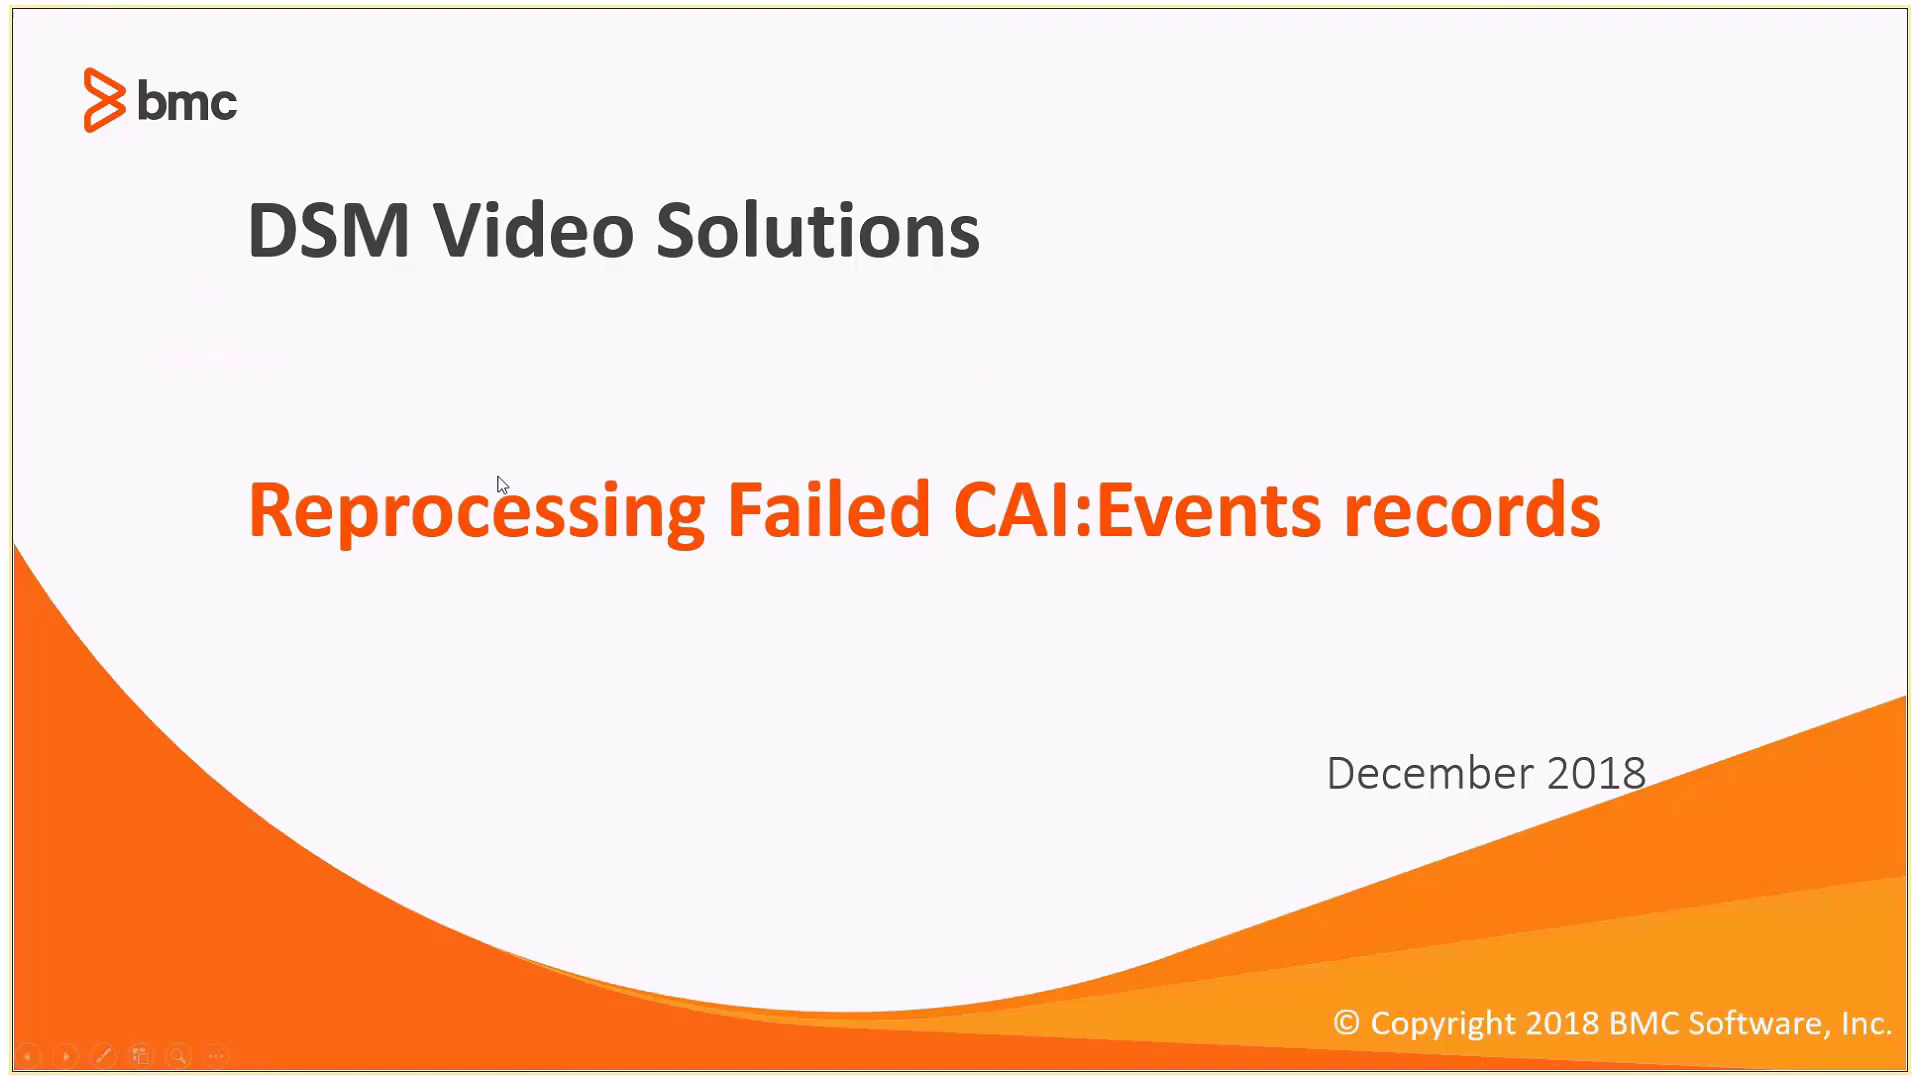 bmc
DSM Video Solutions
Reprocessing Failed CAI:Events records
December 2018
© Copyright 2018 BMC Software, Inc.